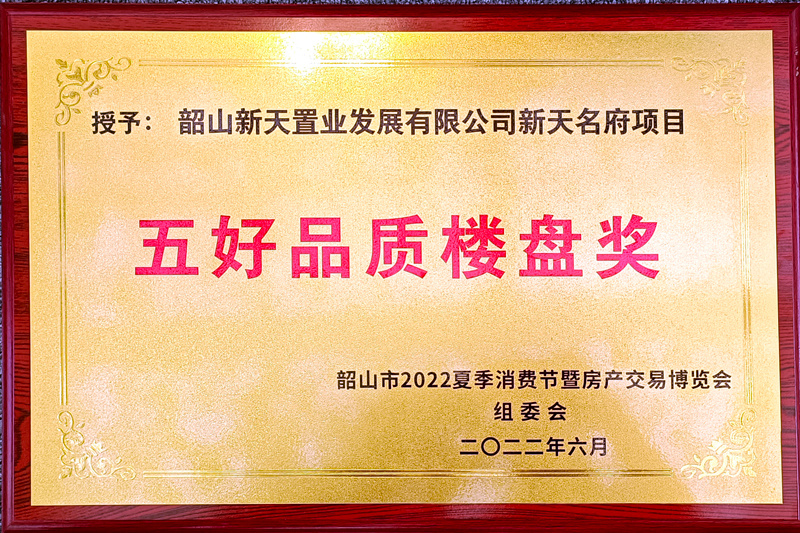 授予： 韶山新天置业发展有限公司新天名府项目
五好品质楼盘奖
韶山市2022夏季消费节暨房产交易博览会
组委会
二〇二二年六月